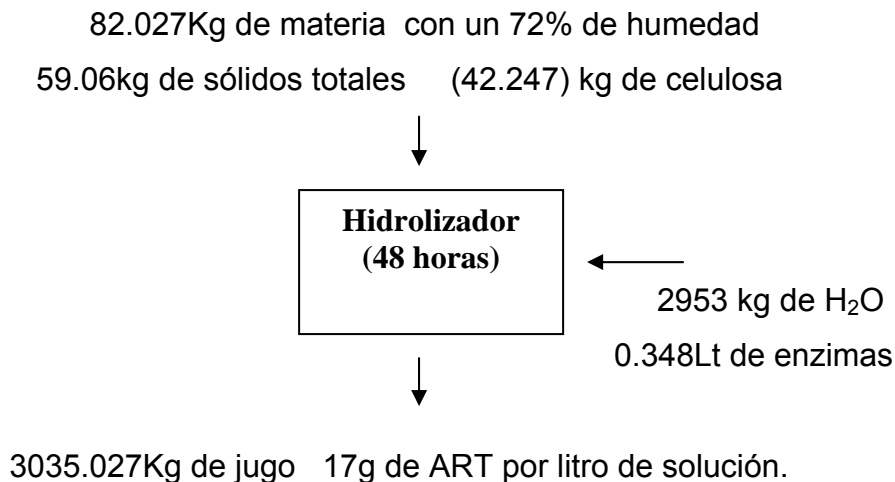 82.027Kg de materia con un 72% de humedad
59.06kg de sólidos totales (42.247) kg de celulosa
Hidrolizador
(48 horas)
2953 kg de H₂O
0.348Lt de enzimas
3035.027Kg de jugo 17g de ART por litro de solución.